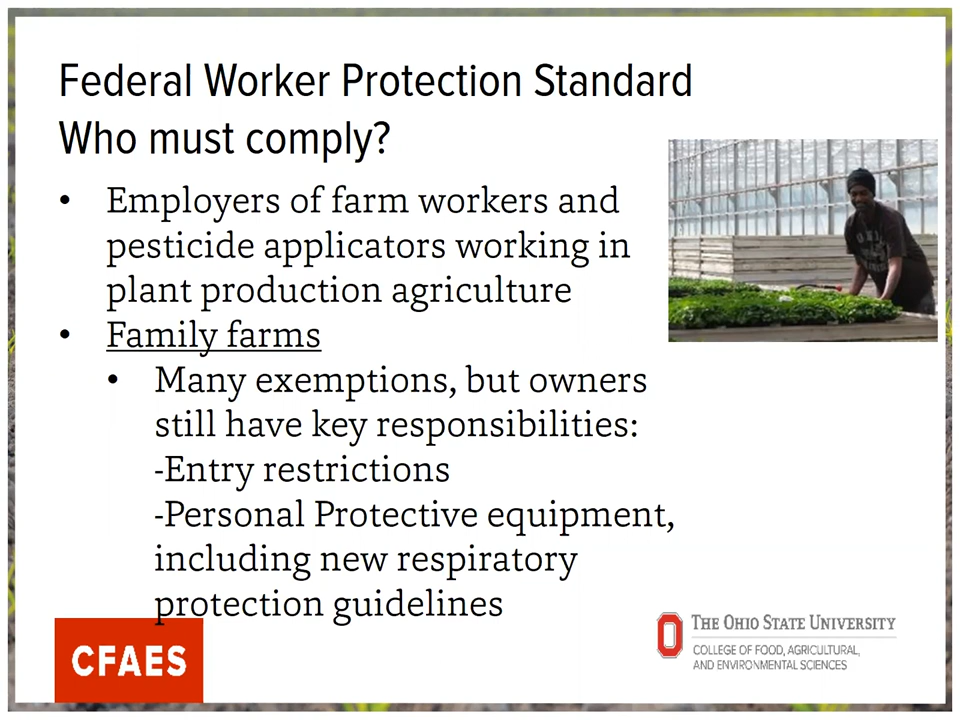 Federal Worker Protection Standard
Who must comply?
• Employers of farm workers and
pesticide applicators working in
plant production agriculture
• Family farms
• Many exemptions, but owners
still have key responsibilities:
-Entry restrictions
-Personal Protective equipment,
including new respiratory
protection guidelines
CFAES
THE OHIO STATE UNIVERSITY
COLLEGE OF FOOD, AGRICULTURAL,
AND ENVIRONMENTAL SCIENCES